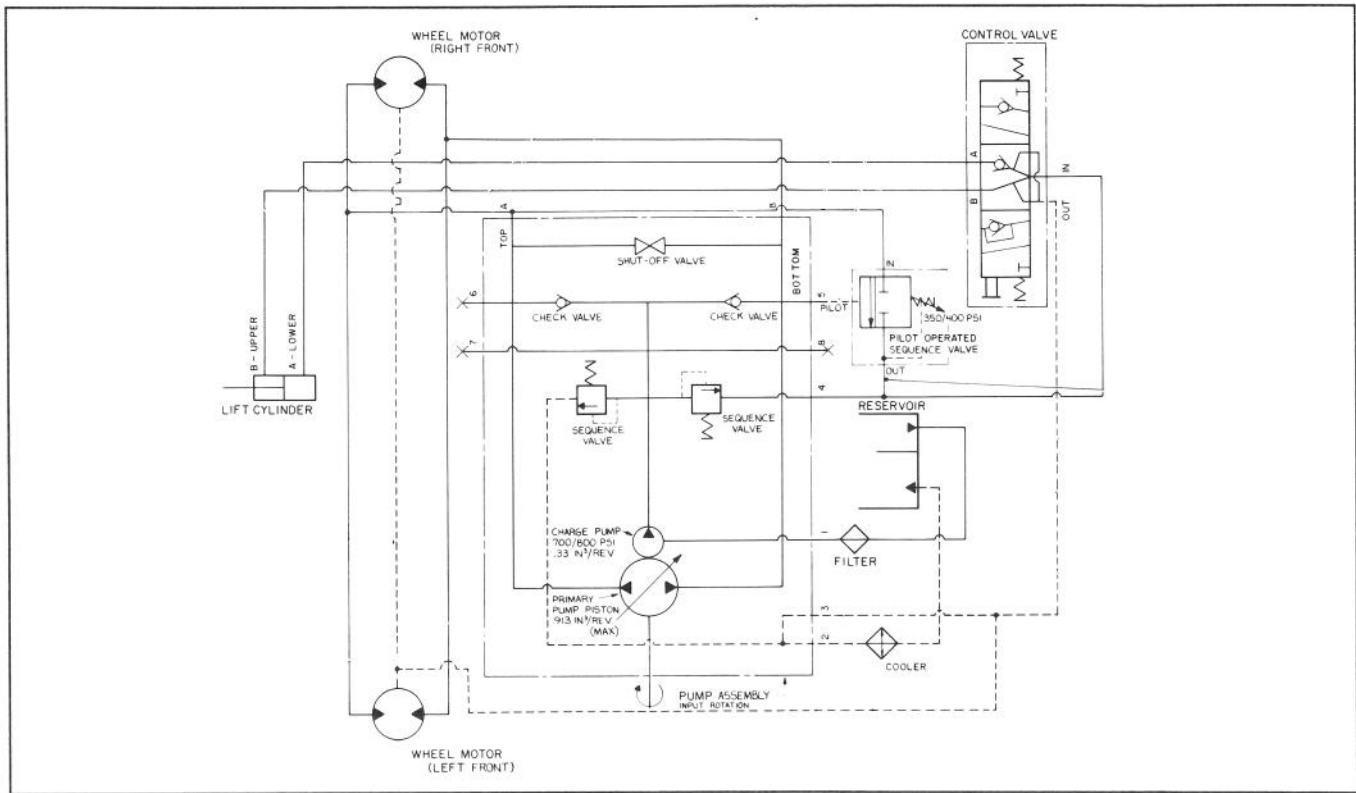 WHEEL MOTOR
(RIGHT FRONT)
CONTROL VALVE
A
B
IN
OUT
A
B
TOP
BOTTOM
SHUT-OFF VALVE
IN
6
CHECK VALVE
CHECK VALVE
5
PILOT
350/400 PSI
PILOT OPERATED
SEQUENCE VALVE
7
8
OUT
B - UPPER
A - LOWER
LIFT CYLINDER
4
SEQUENCE
VALVE
SEQUENCE
VALVE
RESERVOIR
CHARGE PUMP
700/800 PSI
.33 IN³/REV
1
FILTER
PRIMARY
PUMP PISTON
.913 IN³/REV
(MAX)
3
2
COOLER
PUMP ASSEMBLY
INPUT ROTATION
WHEEL MOTOR
(LEFT FRONT)